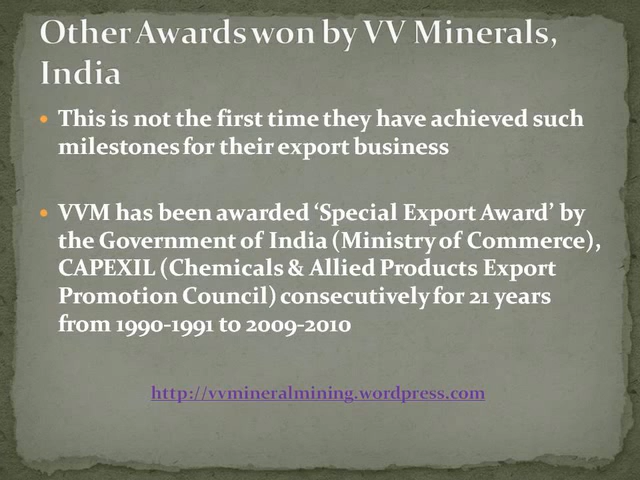 Other Awards won by VV Minerals,
India
• This is not the first time they have achieved such
milestones for their export business
• VVM has been awarded ‘Special Export Award’ by
the Government of India (Ministry of Commerce),
CAPEXIL (Chemicals & Allied Products Export
Promotion Council) consecutively for 21 years
from 1990-1991 to 2009-2010
http://vvmineralmining.wordpress.com